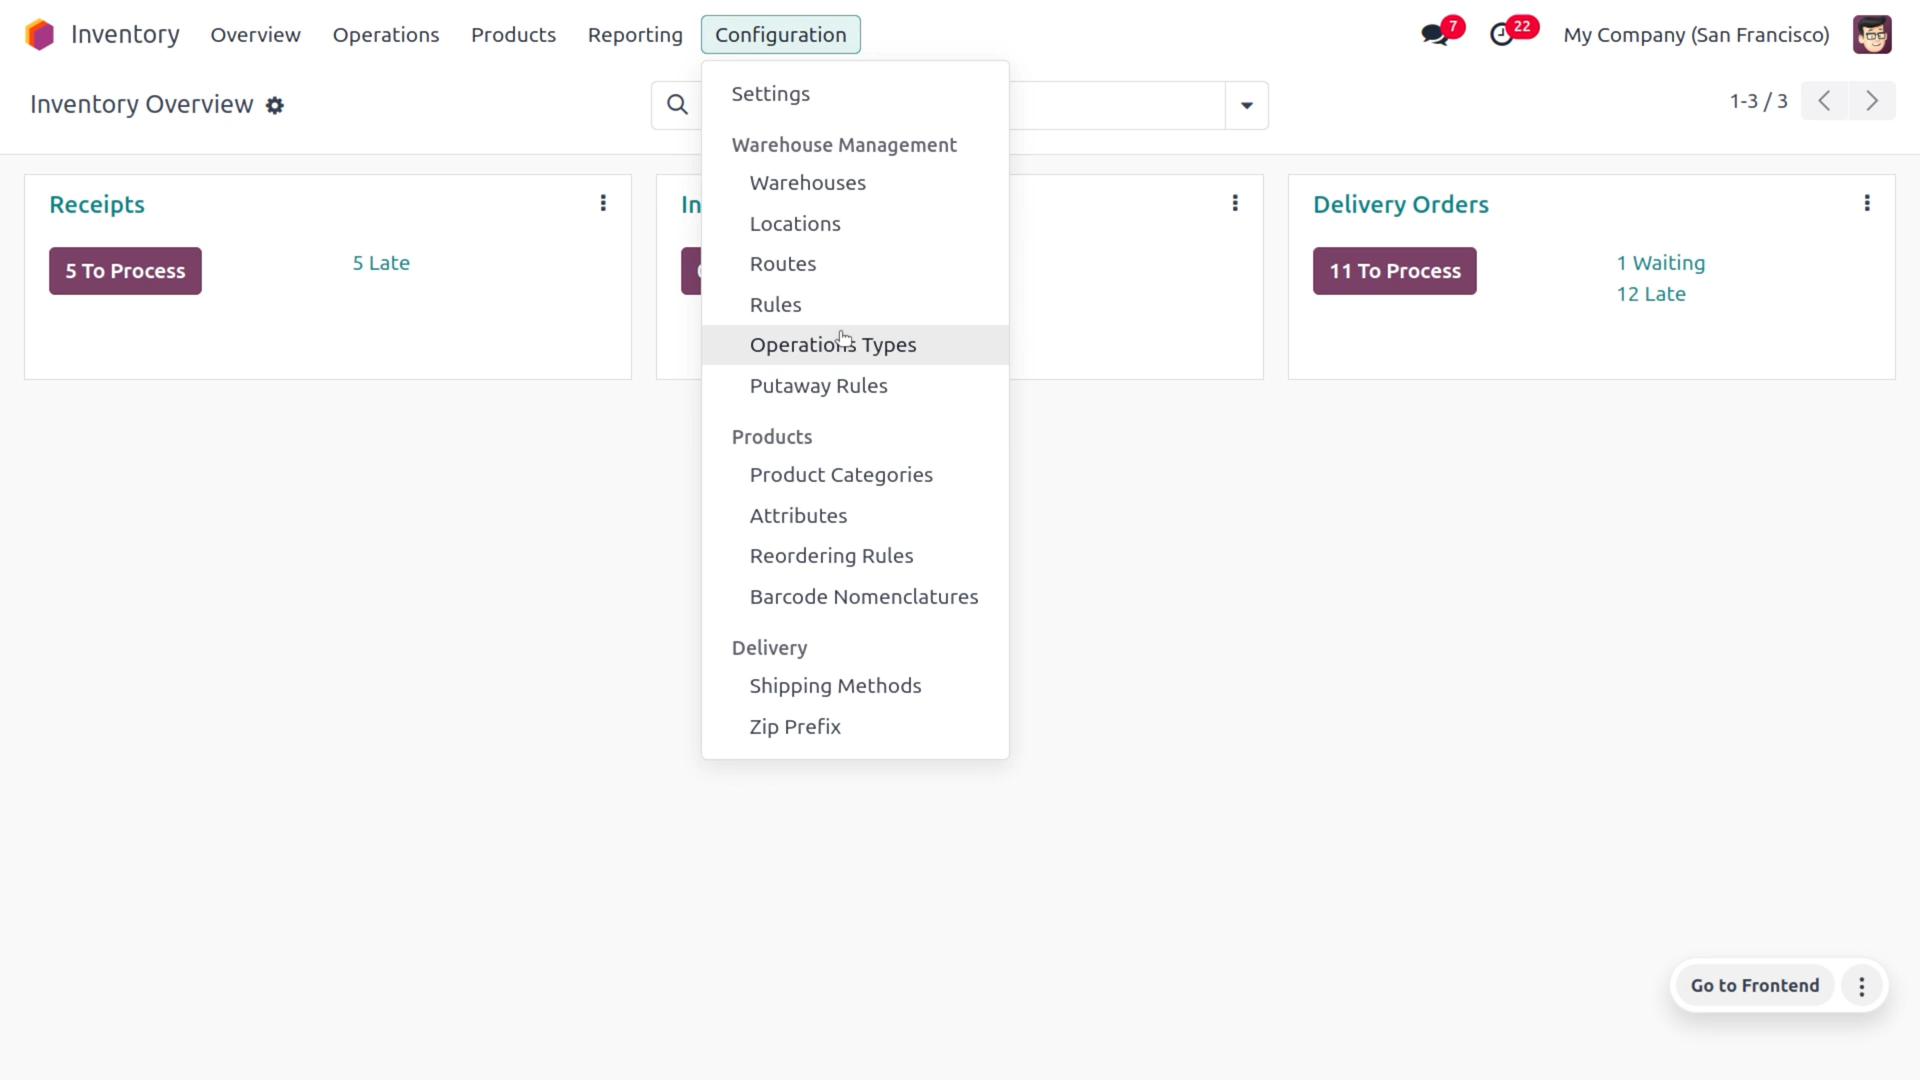 Inventory
Overview
Operations
Products
Reporting
Configuration
7
22
My Company (San Francisco)
Inventory Overview
1-3 / 3
Settings
Warehouse Management
Warehouses
Locations
Routes
Rules
Operations Types
Putaway Rules
Products
Product Categories
Attributes
Reordering Rules
Barcode Nomenclatures
Delivery
Shipping Methods
Zip Prefix
Receipts
5 To Process
5 Late
In
Delivery Orders
11 To Process
1 Waiting
12 Late
Go to Frontend